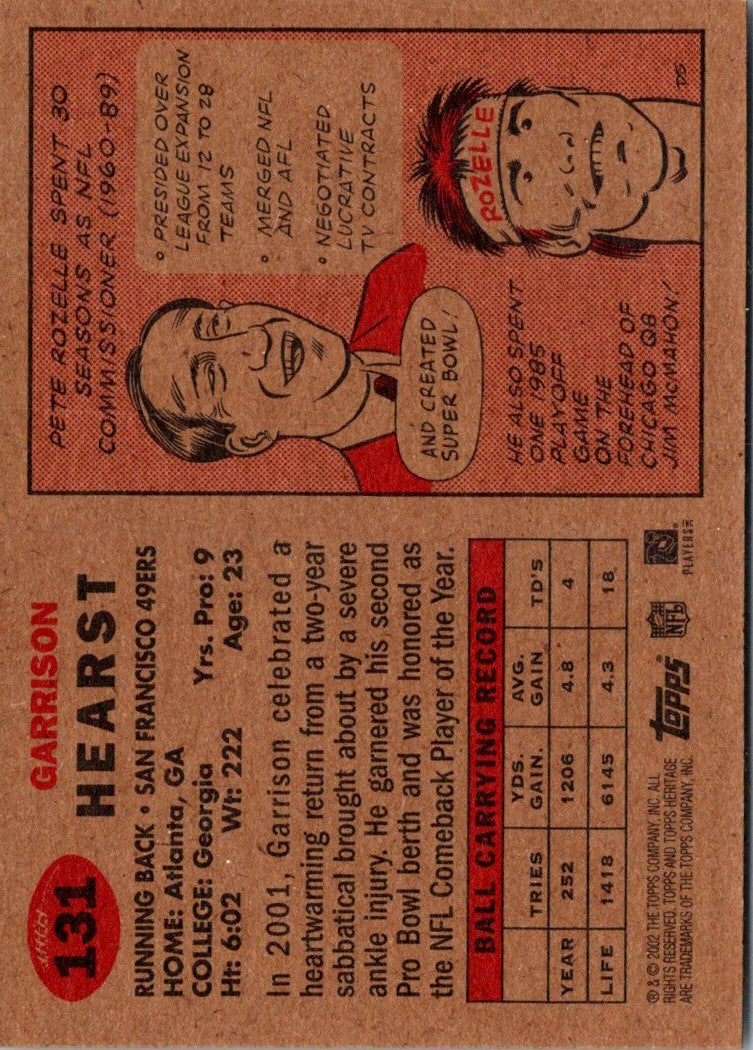 131
GARRISON
HEARST
RUNNING BACK • SAN FRANCISCO 49ERS
HOME: Atlanta, GA
COLLEGE: Georgia Yrs. Pro: 9
Ht: 6:02 Wt: 222 Age: 23
In 2001, Garrison celebrated a
heartwarming return from a two-year
sabbatical brought about by a severe
ankle injury. He garnered his second
Pro Bowl berth and was honored as
the NFL Comeback Player of the Year.
BALL CARRYING RECORD
TRIES YDS. GAIN. AVG. GAIN TD'S
YEAR 252 1206 4.8 4
LIFE 1418 6145 4.3 18
® & © 2002 THE TOPPS COMPANY, INC. ALL
RIGHTS RESERVED. TOPPS AND TOPPS HERITAGE
ARE TRADEMARKS OF THE TOPPS COMPANY, INC.
TOPPS
NFL
PLAYERS
PETE ROZELLE SPENT 30
SEASONS AS NFL
COMMISSIONER (1960-89)
• PRESIDED OVER
LEAGUE EXPANSION
FROM 12 TO 28
TEAMS
• MERGED NFL
AND AFL
• NEGOTIATED
LUCRATIVE
TV CONTRACTS
AND CREATED
SUPER BOWL!
HE ALSO SPENT
ONE 1985
PLAYOFF
GAME
ON THE
FOREHEAD OF
CHICAGO QB
JIM McMAHON!
ROZELLE